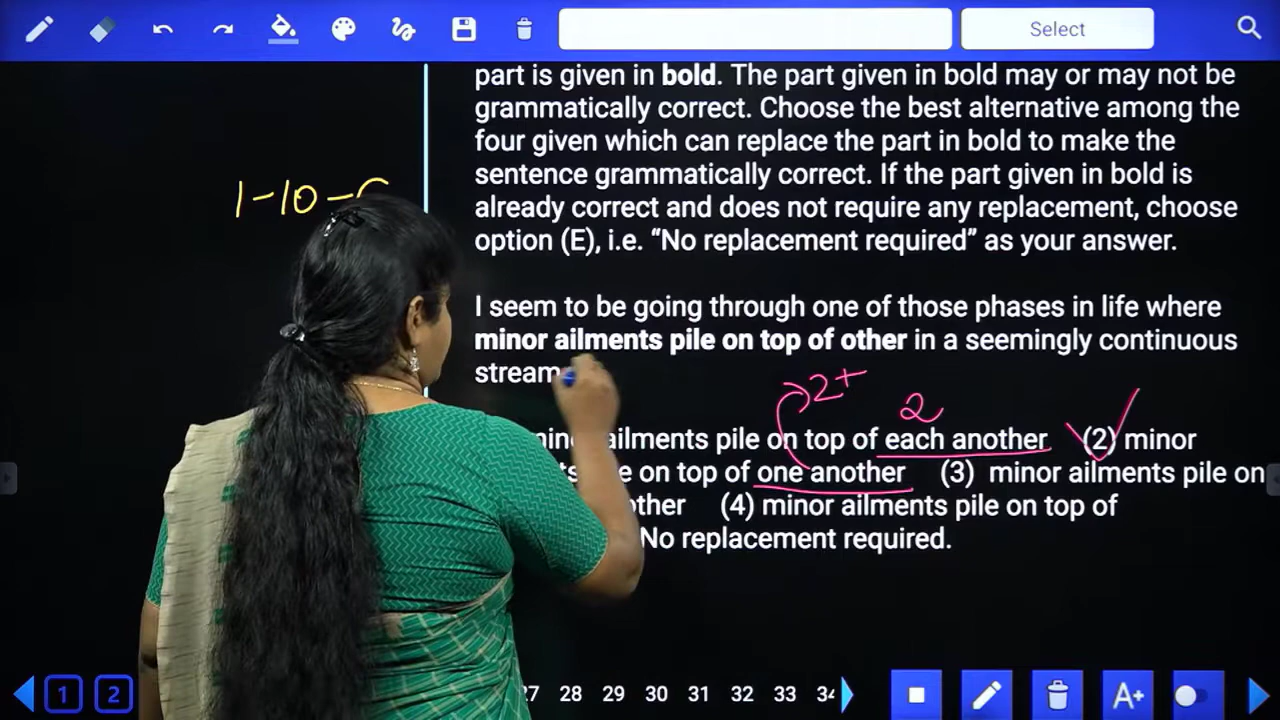 Select
part is given in bold. The part given in bold may or may not be
grammatically correct. Choose the best alternative among the
four given which can replace the part in bold to make the
sentence grammatically correct. If the part given in bold is
already correct and does not require any replacement, choose
option (E), i.e. “No replacement required” as your answer.
1-10-
I seem to be going through one of those phases in life where
minor ailments pile on top of other in a seemingly continuous
stream
2+
2
ailments pile on top of each another (2) minor
on top of one another (3) minor ailments pile on
(4) minor ailments pile on top of
No replacement required.
1 2 27 28 29 30 31 32 33 34 A+